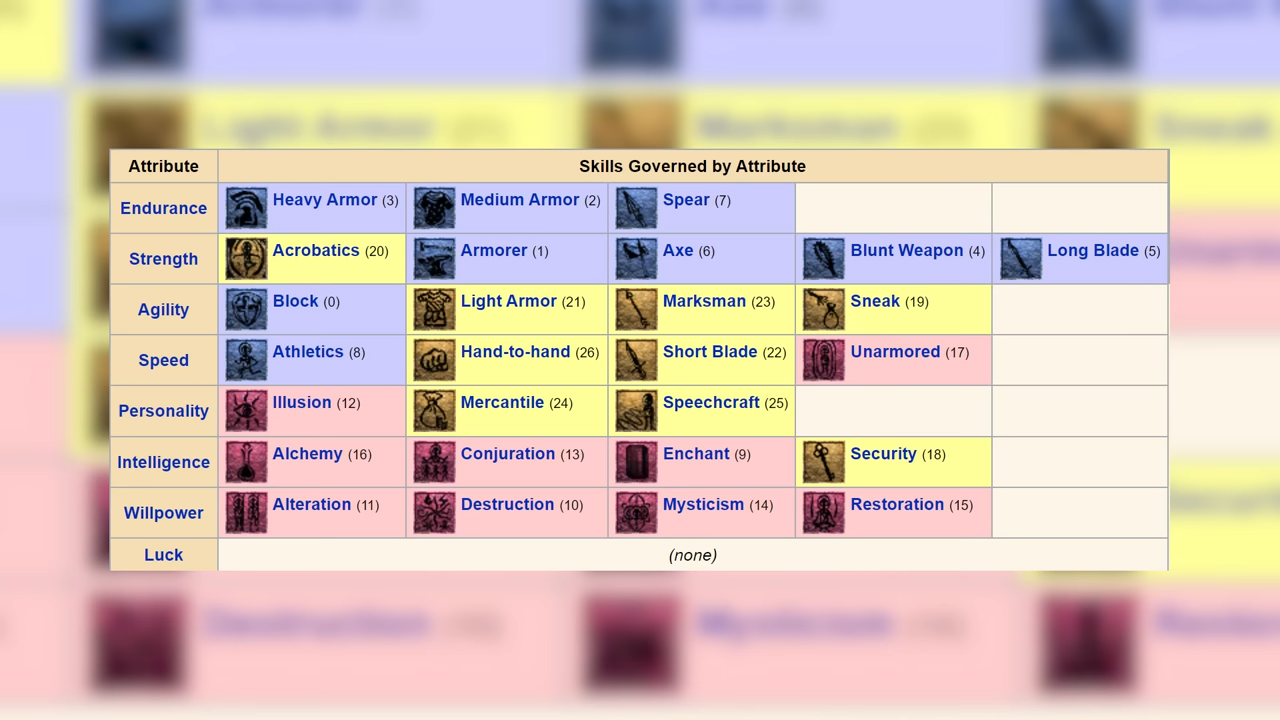 Attribute Skills Governed by Attribute
Endurance Heavy Armor (3) Medium Armor (2) Spear (7)
Strength Acrobatics (20) Armorer (1) Axe (6) Blunt Weapon (4) Long Blade (5)
Agility Block (0) Light Armor (21) Marksman (23) Sneak (19)
Speed Athletics (8) Hand-to-hand (26) Short Blade (22) Unarmored (17)
Personality Illusion (12) Mercantile (24) Speechcraft (25)
Intelligence Alchemy (16) Conjuration (13) Enchant (9) Security (18)
Willpower Alteration (11) Destruction (10) Mysticism (14) Restoration (15)
Luck (none)